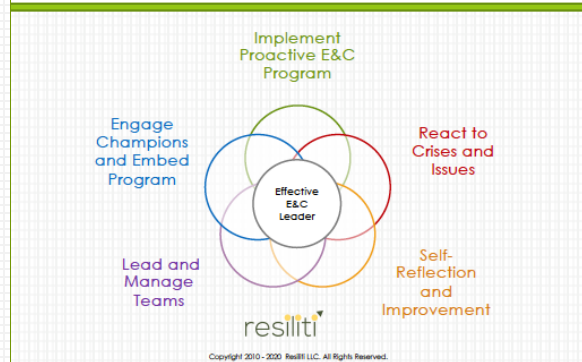 Implement
Proactive E&C
Program
Engage
Champions
and Embed
Program
React to
Crises and
Issues
Effective
E&C
Leader
Lead and
Manage
Teams
Self-
Reflection
and
Improvement
resiliti
Copyright 2010 - 2020 Resiliti LLC. All Rights Reserved.